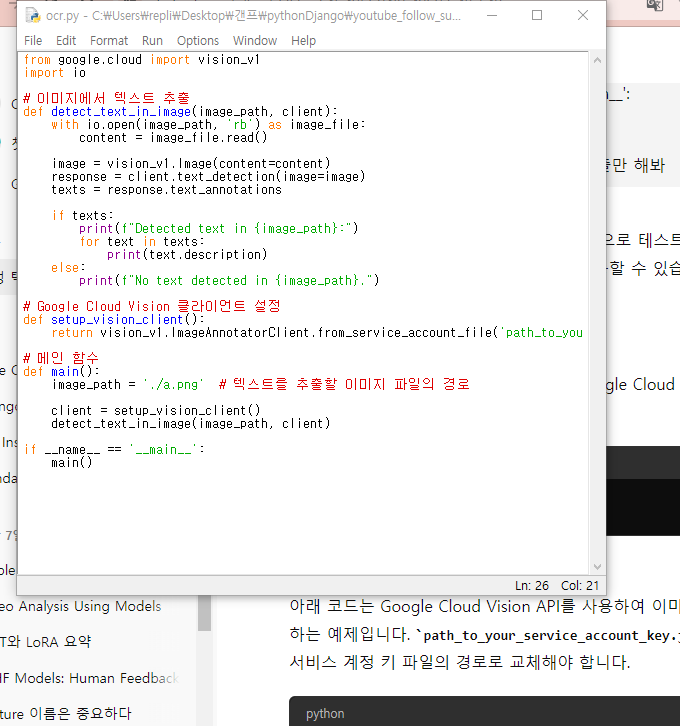 ocr.py - C:₩Users₩repli₩Desktop₩캔프₩pythonDjango₩youtube_follow_su...
File Edit Format Run Options Window Help
from google.cloud import vision_v1
import io
# 이미지에서 텍스트 추출
def detect_text_in_image(image_path, client):
    with io.open(image_path, 'rb') as image_file:
        content = image_file.read()
    image = vision_v1.Image(content=content)
    response = client.text_detection(image=image)
    texts = response.text_annotations
    if texts:
        print(f"Detected text in {image_path}:")
        for text in texts:
            print(text.description)
    else:
        print(f"No text detected in {image_path}.")
# Google Cloud Vision 클라이언트 설정
def setup_vision_client():
    return vision_v1.ImageAnnotatorClient.from_service_account_file('path_to_you
# 메인 함수
def main():
    image_path = './a.png'  # 텍스트를 추출할 이미지 파일의 경로
    client = setup_vision_client()
    detect_text_in_image(image_path, client)
if __name__ == '__main__':
    main()
Ln: 26 Col: 21
n__':
만 해봐
으로 테스트
할 수 있습
gle Cloud
아래 코드는 Google Cloud Vision API를 사용하여 이미
하는 예제입니다. `path_to_your_service_account_key.j
서비스 계정 키 파일의 경로로 교체해야 합니다.
python
eo Analysis Using Models
T와 LoRA 요약
HF Models: Human Feedback
ture 이름은 중요하다